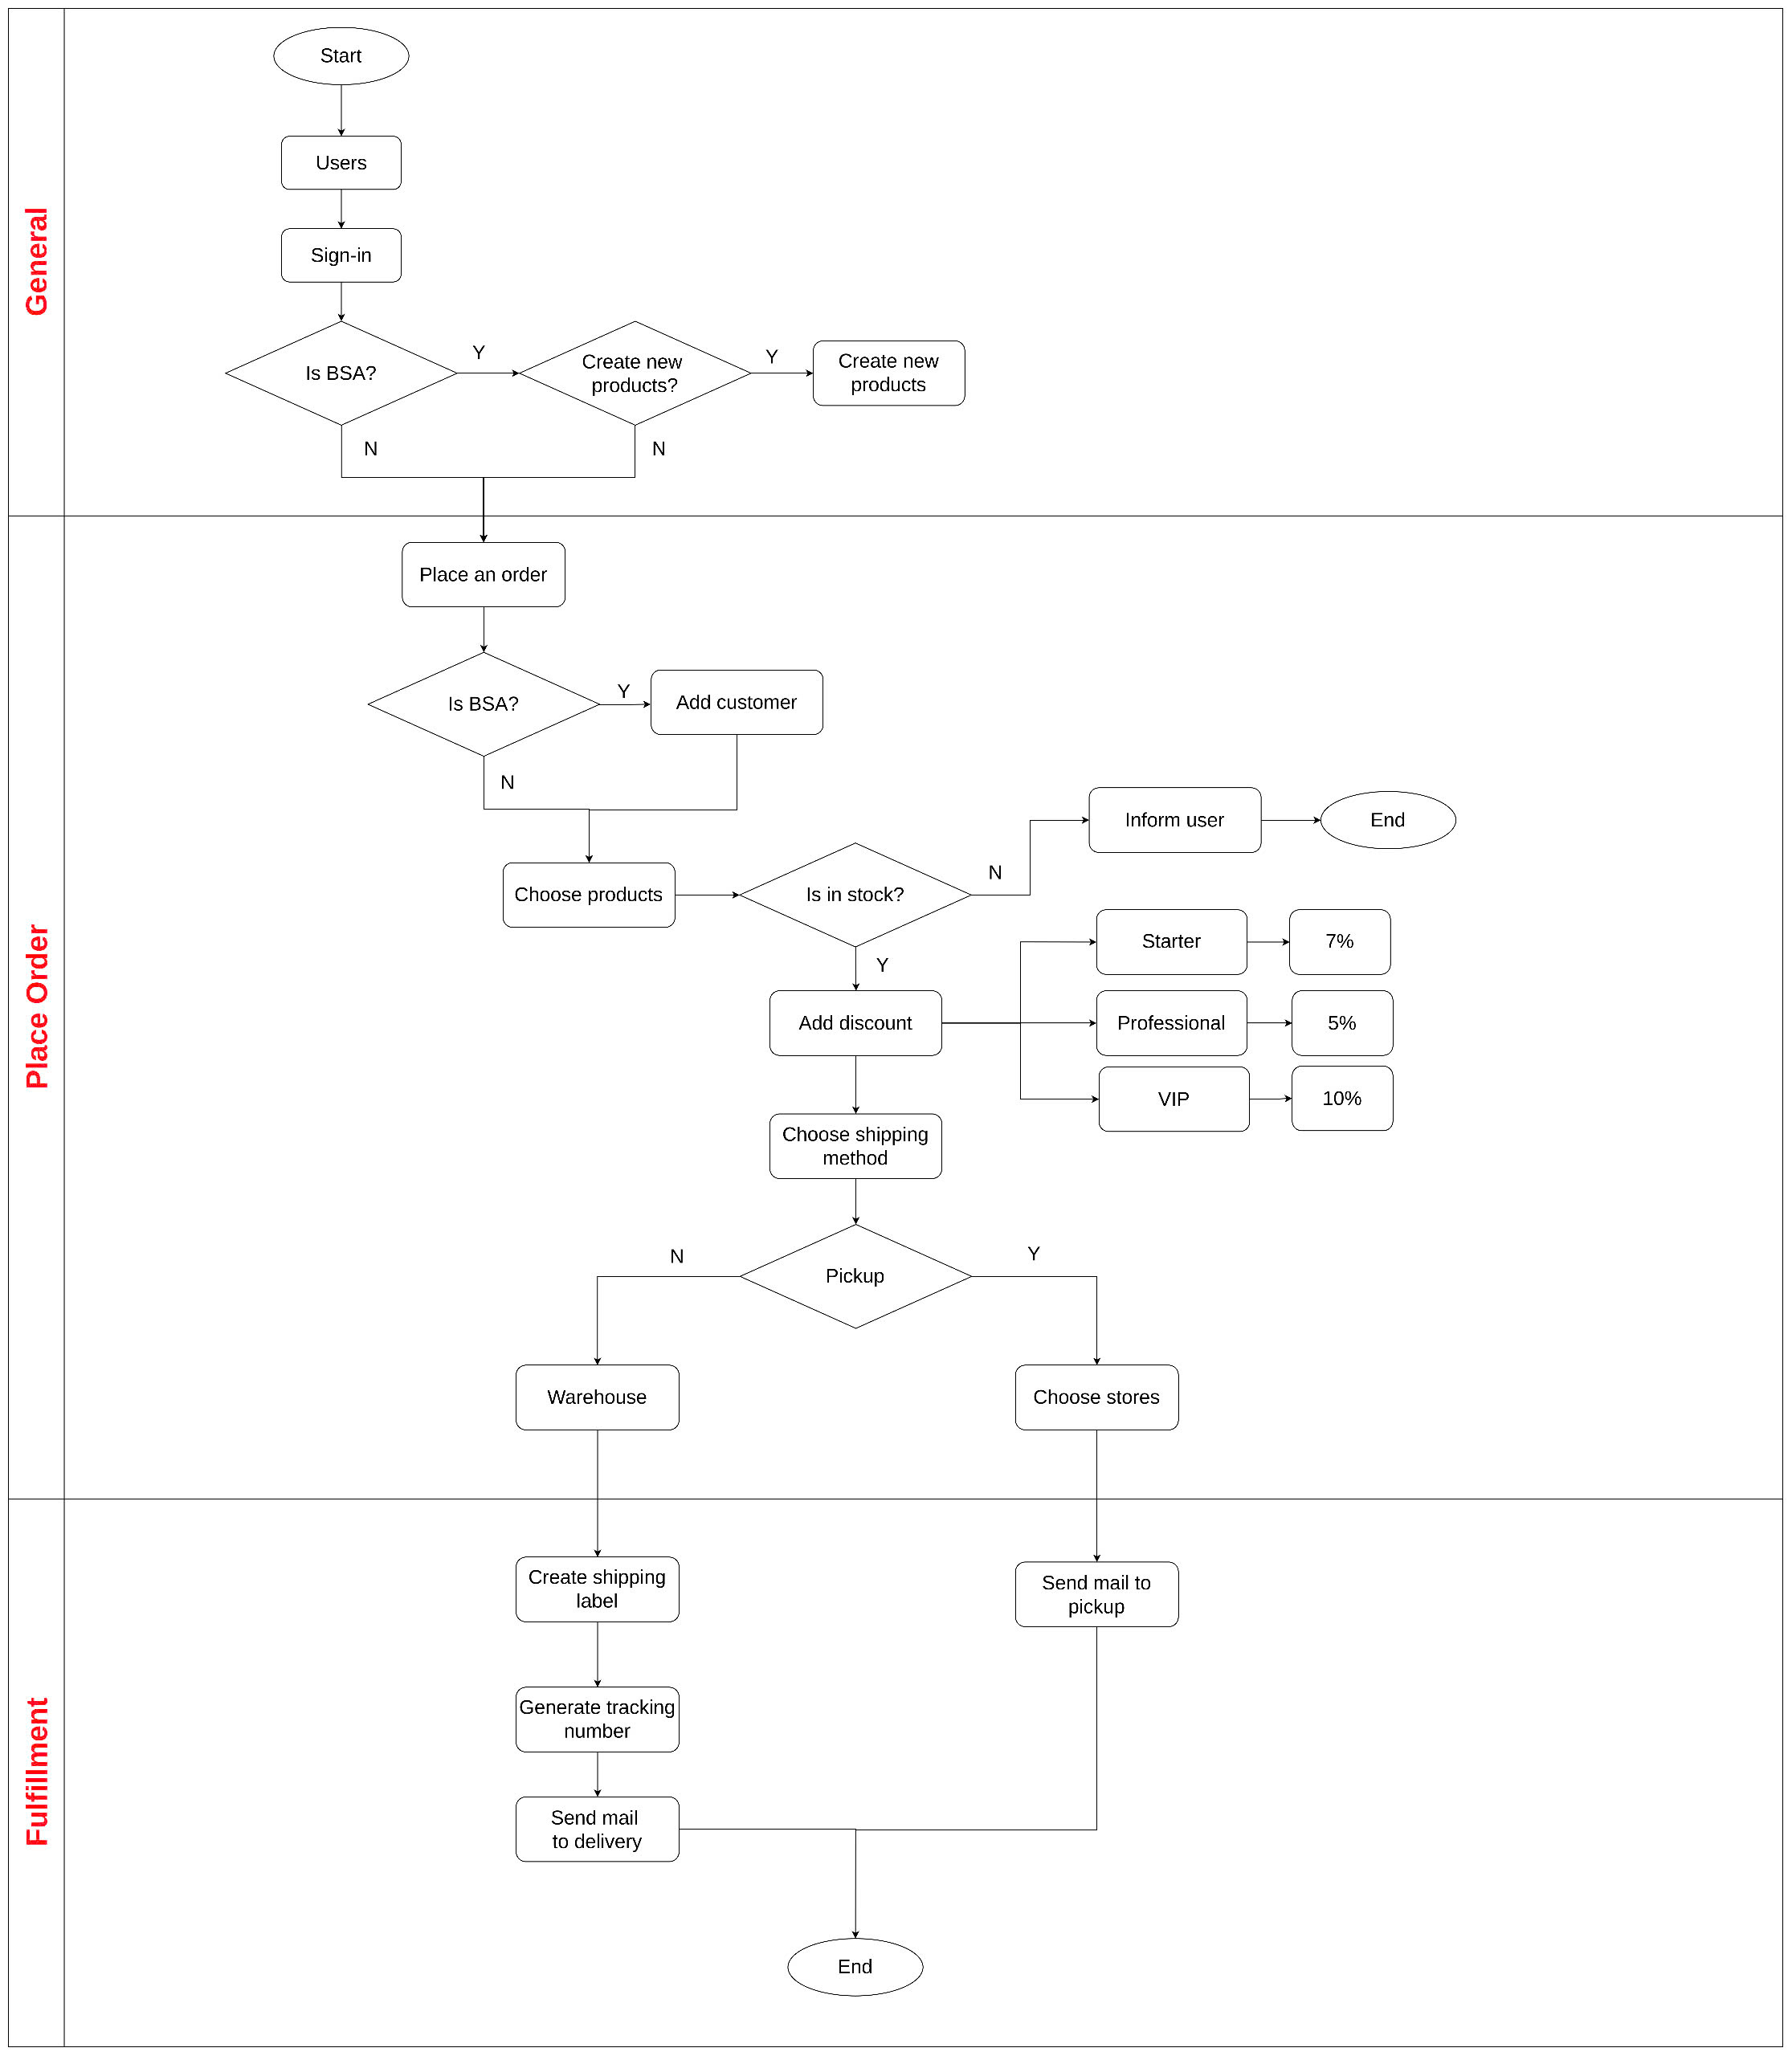 General
Start
Users
Sign-in
Is BSA?
Y
Create new
products?
Y
Create new
products
N
N
Place Order
Place an order
Is BSA?
Y
Add customer
N
Choose products
Is in stock?
N
Inform user
End
Y
Add discount
Starter
7%
Professional
5%
VIP
10%
Choose shipping
method
Pickup
N
Y
Warehouse
Choose stores
Fulfillment
Create shipping
label
Send mail to
pickup
Generate tracking
number
Send mail
to delivery
End